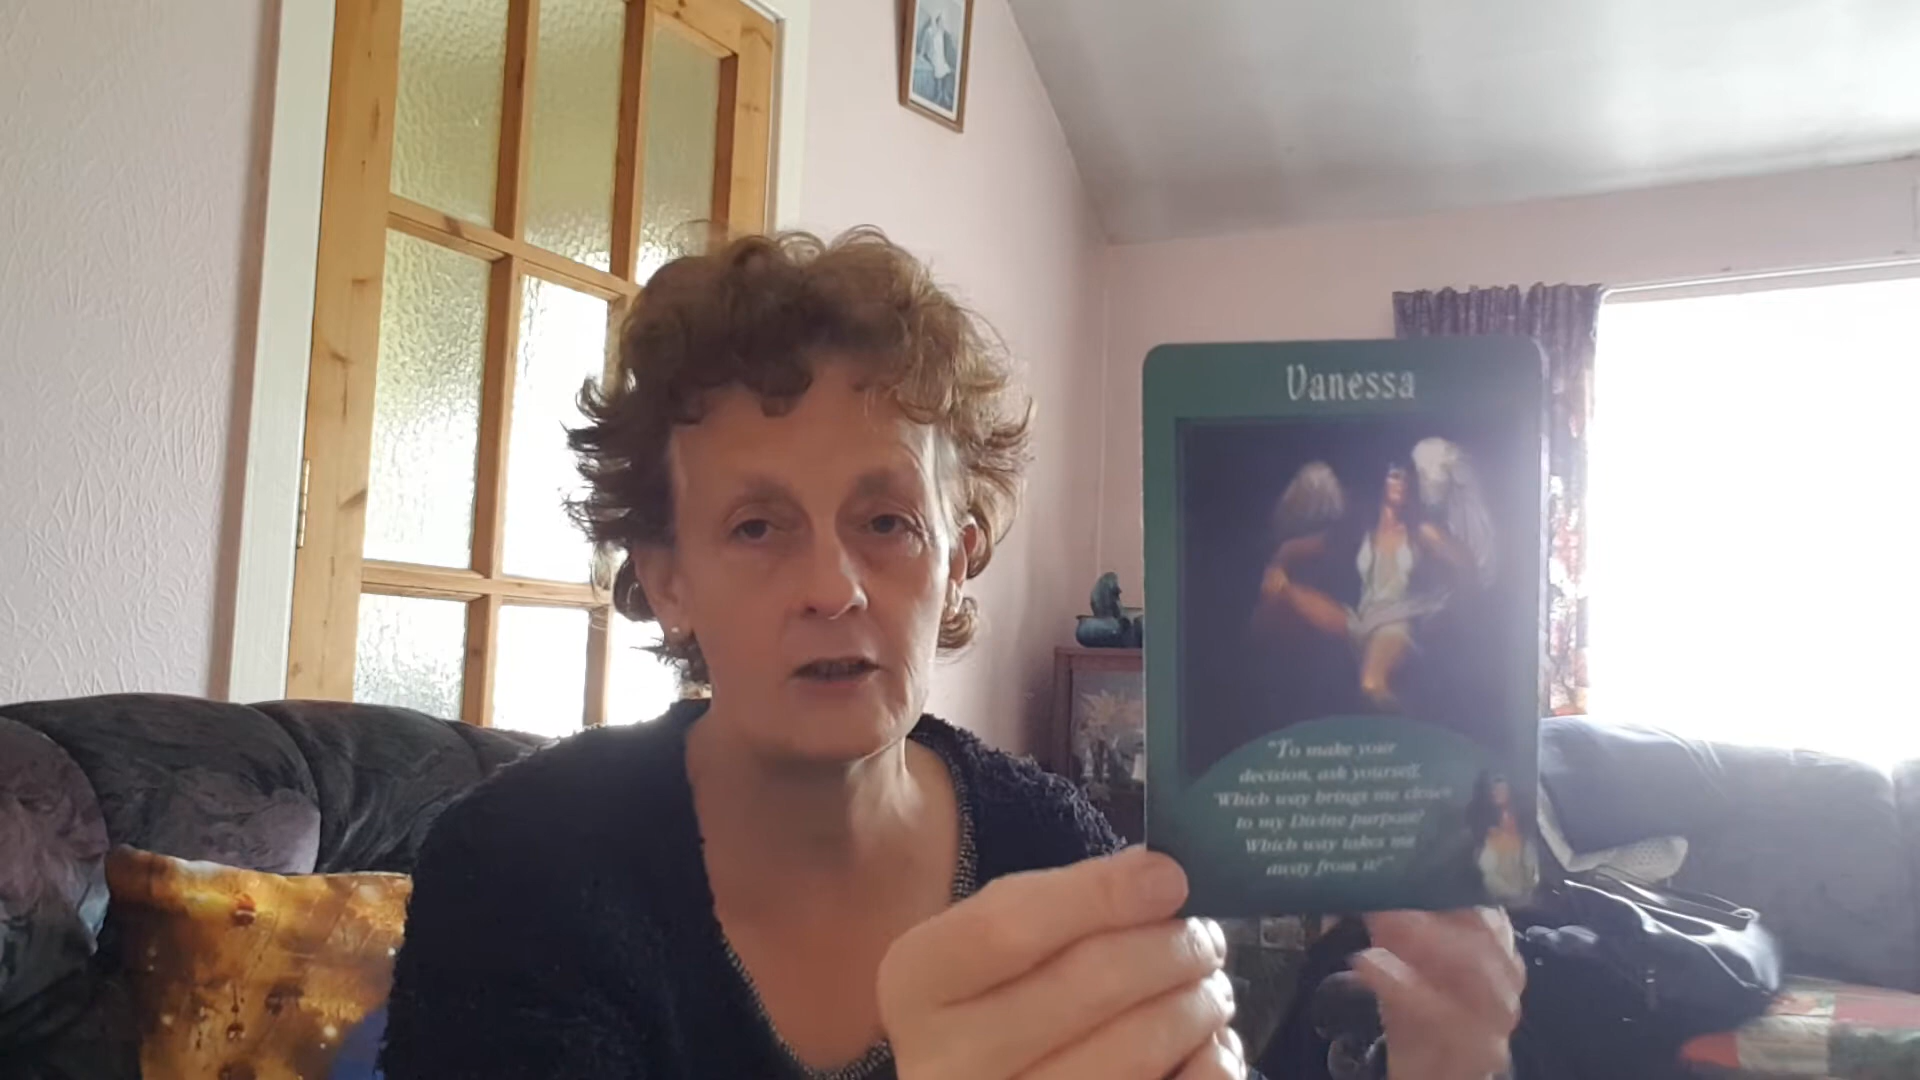 Vanessa
"To make your
decision, ask yourself,
'Which way brings me closer
to my Divine purpose?
Which way takes me
away from it?'"